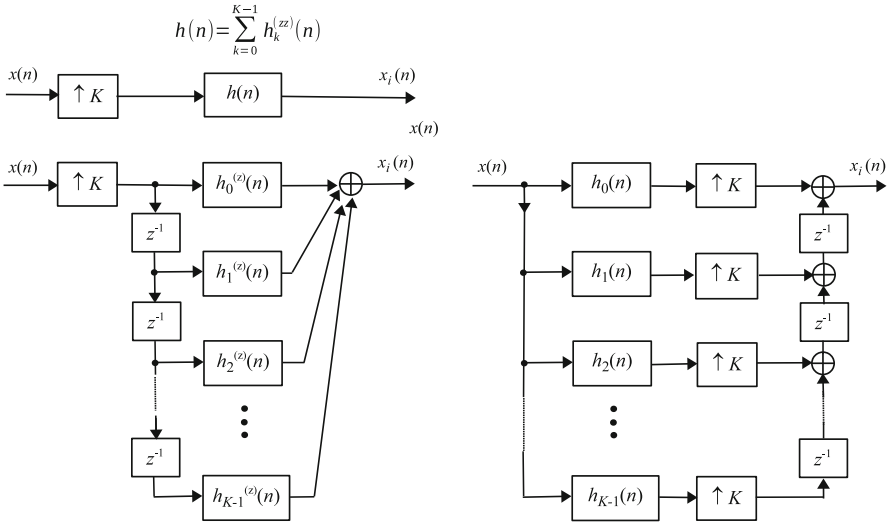 h(n)=∑_{k=0}^{K−1} h_k^{(zz)}(n)
x(n) ↑ K h(n) x_i(n)
x(n)
x(n) ↑ K h_0^{(z)}(n) x_i(n)
z^{-1}
h_1^{(z)}(n)
z^{-1}
h_2^{(z)}(n)
z^{-1}
h_{K-1}^{(z)}(n)
x(n) h_0(n) ↑ K x_i(n)
z^{-1}
h_1(n) ↑ K
z^{-1}
h_2(n) ↑ K
z^{-1}
h_{K-1}(n) ↑ K